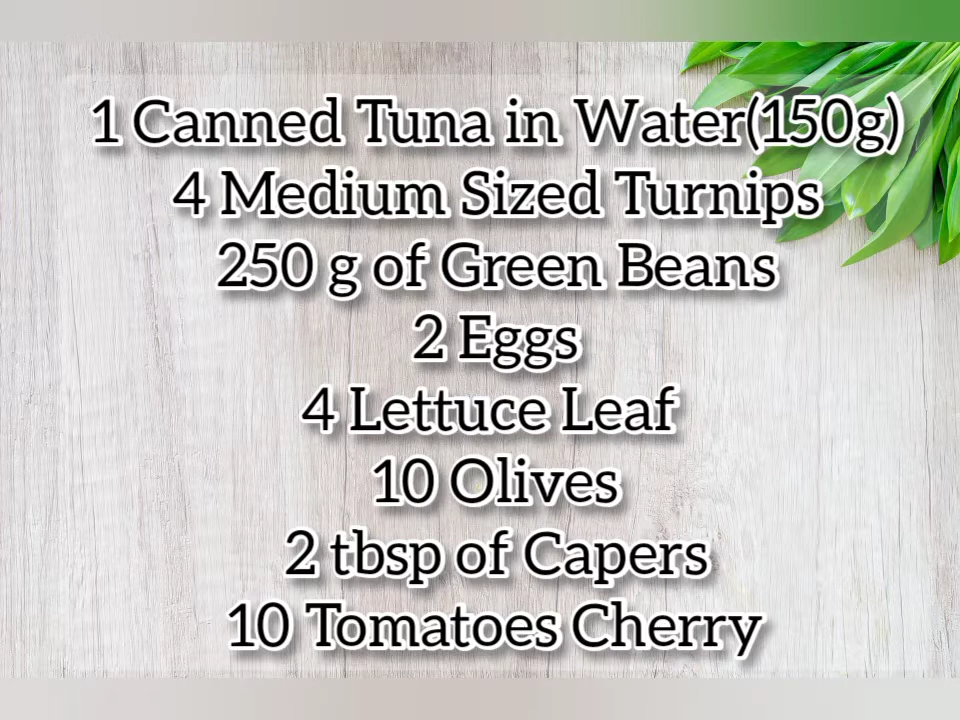 1 Canned Tuna in Water(150g)
4 Medium Sized Turnips
250 g of Green Beans
2 Eggs
4 Lettuce Leaf
10 Olives
2 tbsp of Capers
10 Tomatoes Cherry